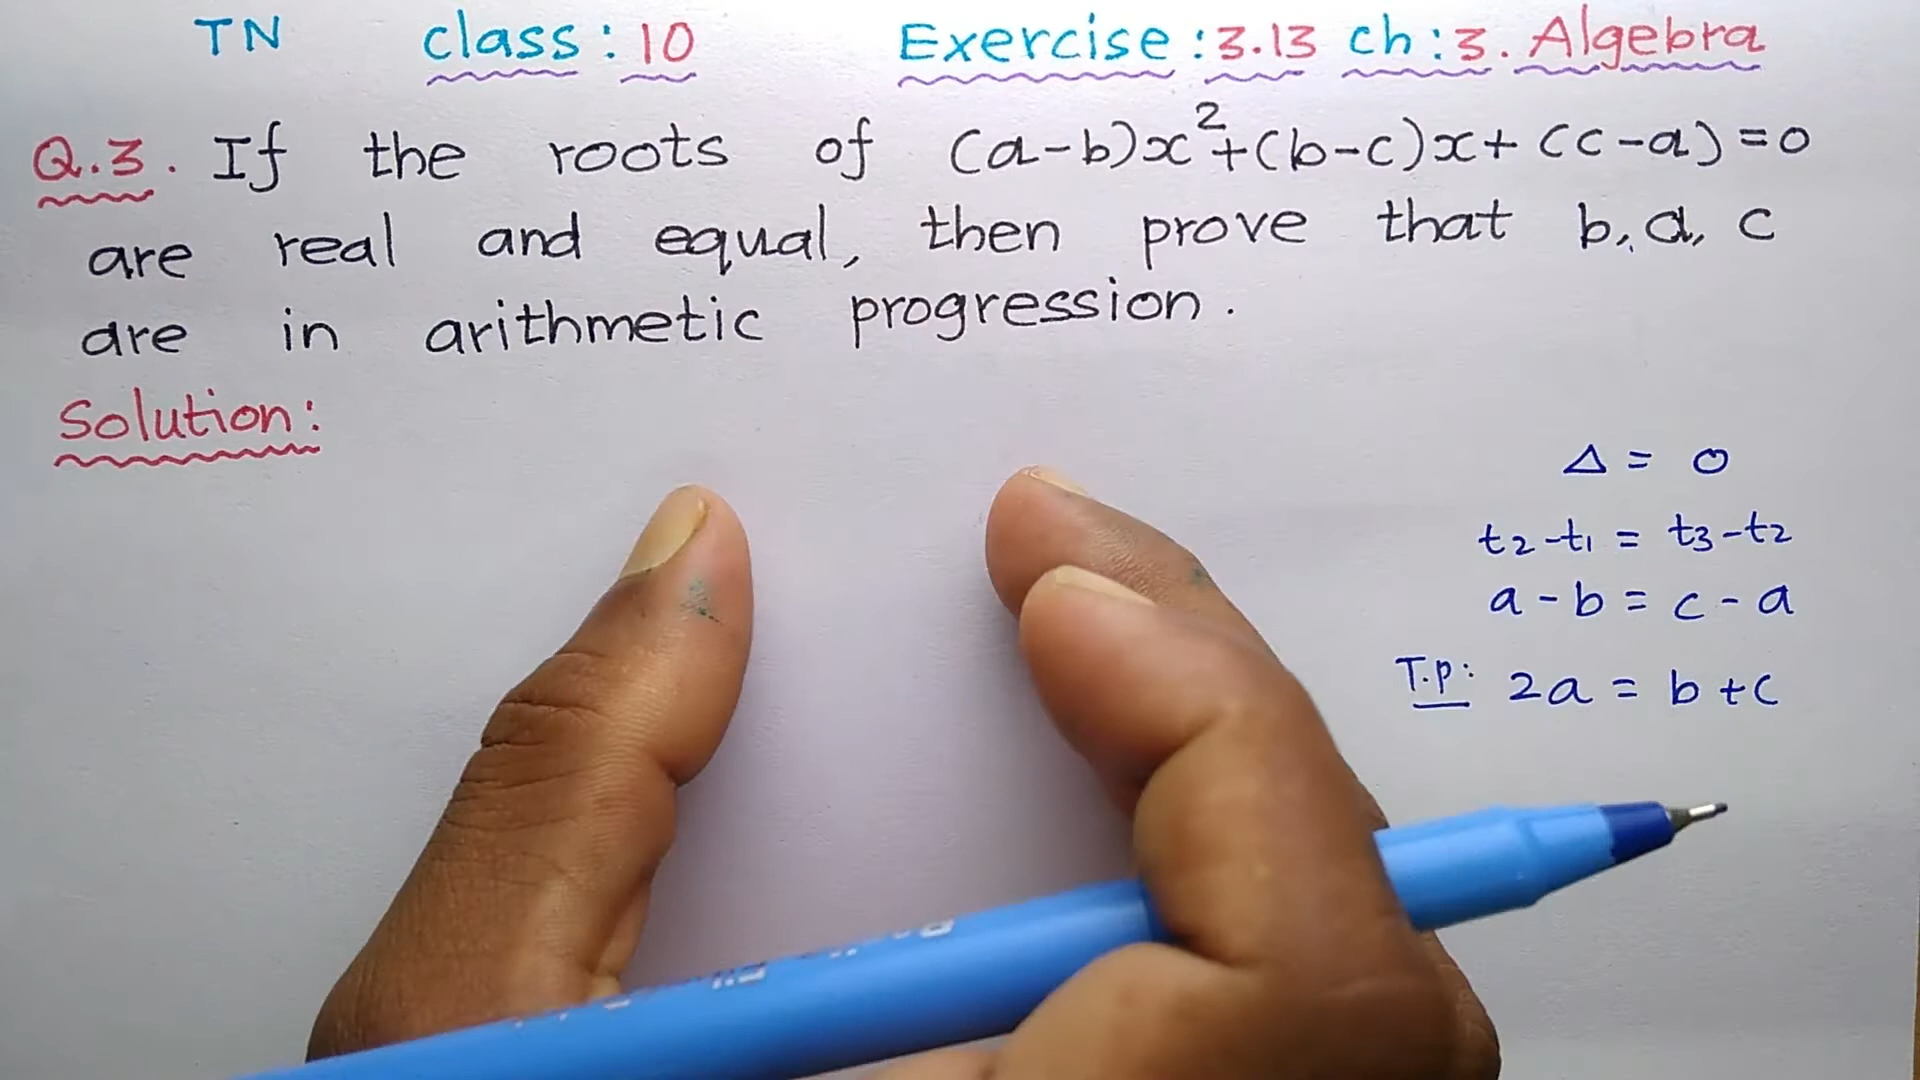 TN class: 10 Exercise: 3.13 ch: 3. Algebra
Q.3. If the roots of (a-b)x²+(b-c)x+(c-a)=0
are real and equal, then prove that b, a, c
are in arithmetic progression.
Solution:
Δ = 0
t2-t1 = t3-t2
a-b = c-a
T.P: 2a = b+c